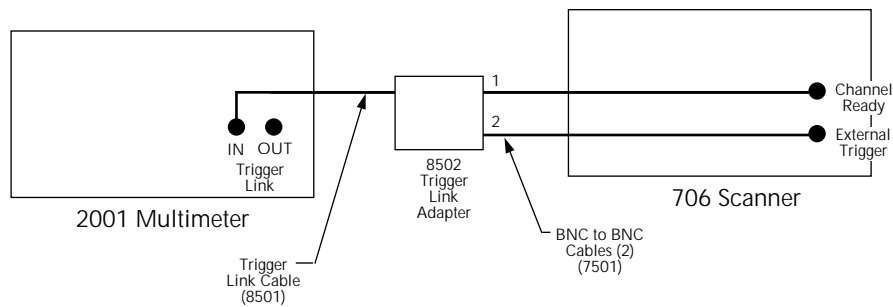 1
Channel
Ready
2
External
Trigger
IN OUT
Trigger
Link
8502
Trigger
Link
Adapter
2001 Multimeter
706 Scanner
Trigger
Link Cable
(8501)
BNC to BNC
Cables (2)
(7501)